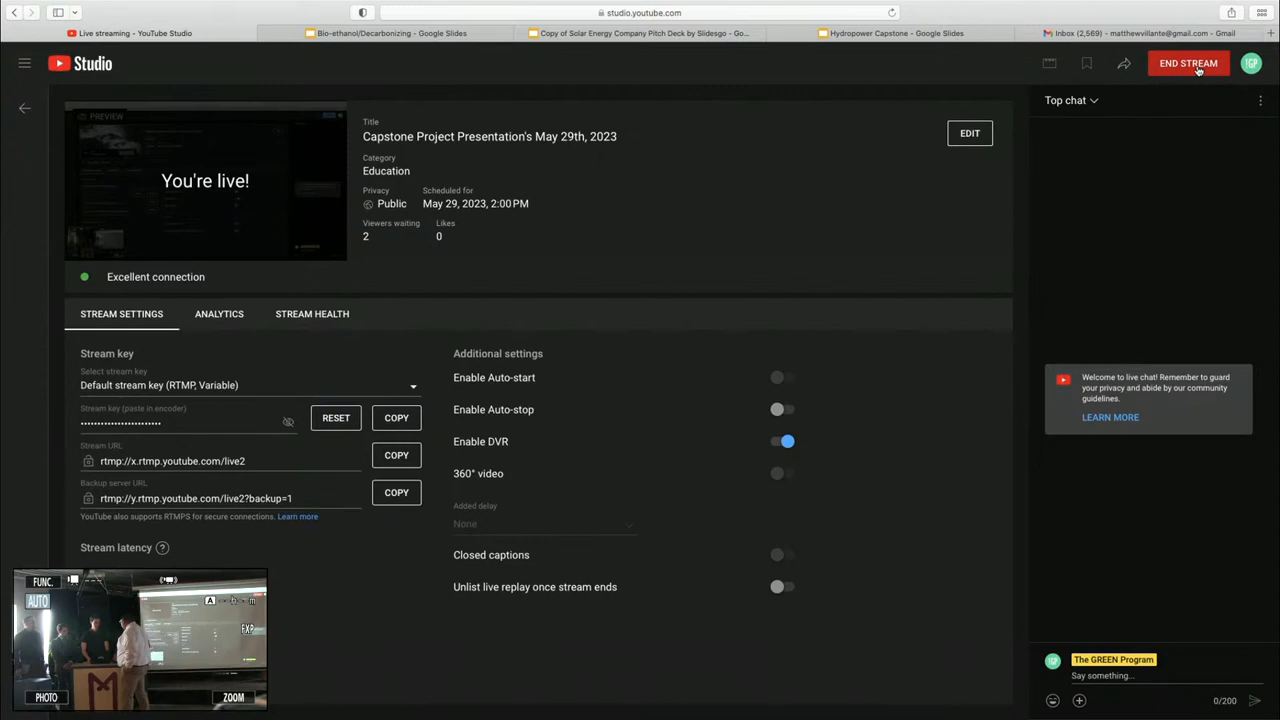 studio.youtube.com
Live streaming - YouTube Studio
Bio-ethanol/Decarbonizing - Google Slides
Copy of Solar Energy Company Pitch Deck by Slidesgo - Go...
Hydropower Capstone - Google Slides
Inbox (2,569) - matthewvillante@gmail.com - Gmail
Studio
END STREAM
PREVIEW
You're live!
Title
Capstone Project Presentation's May 29th, 2023
EDIT
Category
Education
Privacy
Scheduled for
Public
May 29, 2023, 2:00 PM
Viewers waiting
Likes
2
0
Excellent connection
Top chat
STREAM SETTINGS
ANALYTICS
STREAM HEALTH
Stream key
Select stream key
Default stream key (RTMP, Variable)
Stream key (paste in encoder)
RESET
COPY
Stream URL
rtmp://x.rtmp.youtube.com/live2
COPY
Backup server URL
rtmp://y.rtmp.youtube.com/live2?backup=1
COPY
YouTube also supports RTMPS for secure connections. Learn more
Stream latency
Additional settings
Enable Auto-start
Enable Auto-stop
Enable DVR
360° video
Added delay
None
Closed captions
Unlist live replay once stream ends
Welcome to live chat! Remember to guard
your privacy and abide by our community
guidelines.
LEARN MORE
FUNC.
AUTO
A
EXP
PHOTO
ZOOM
The GREEN Program
Say something...
0/200